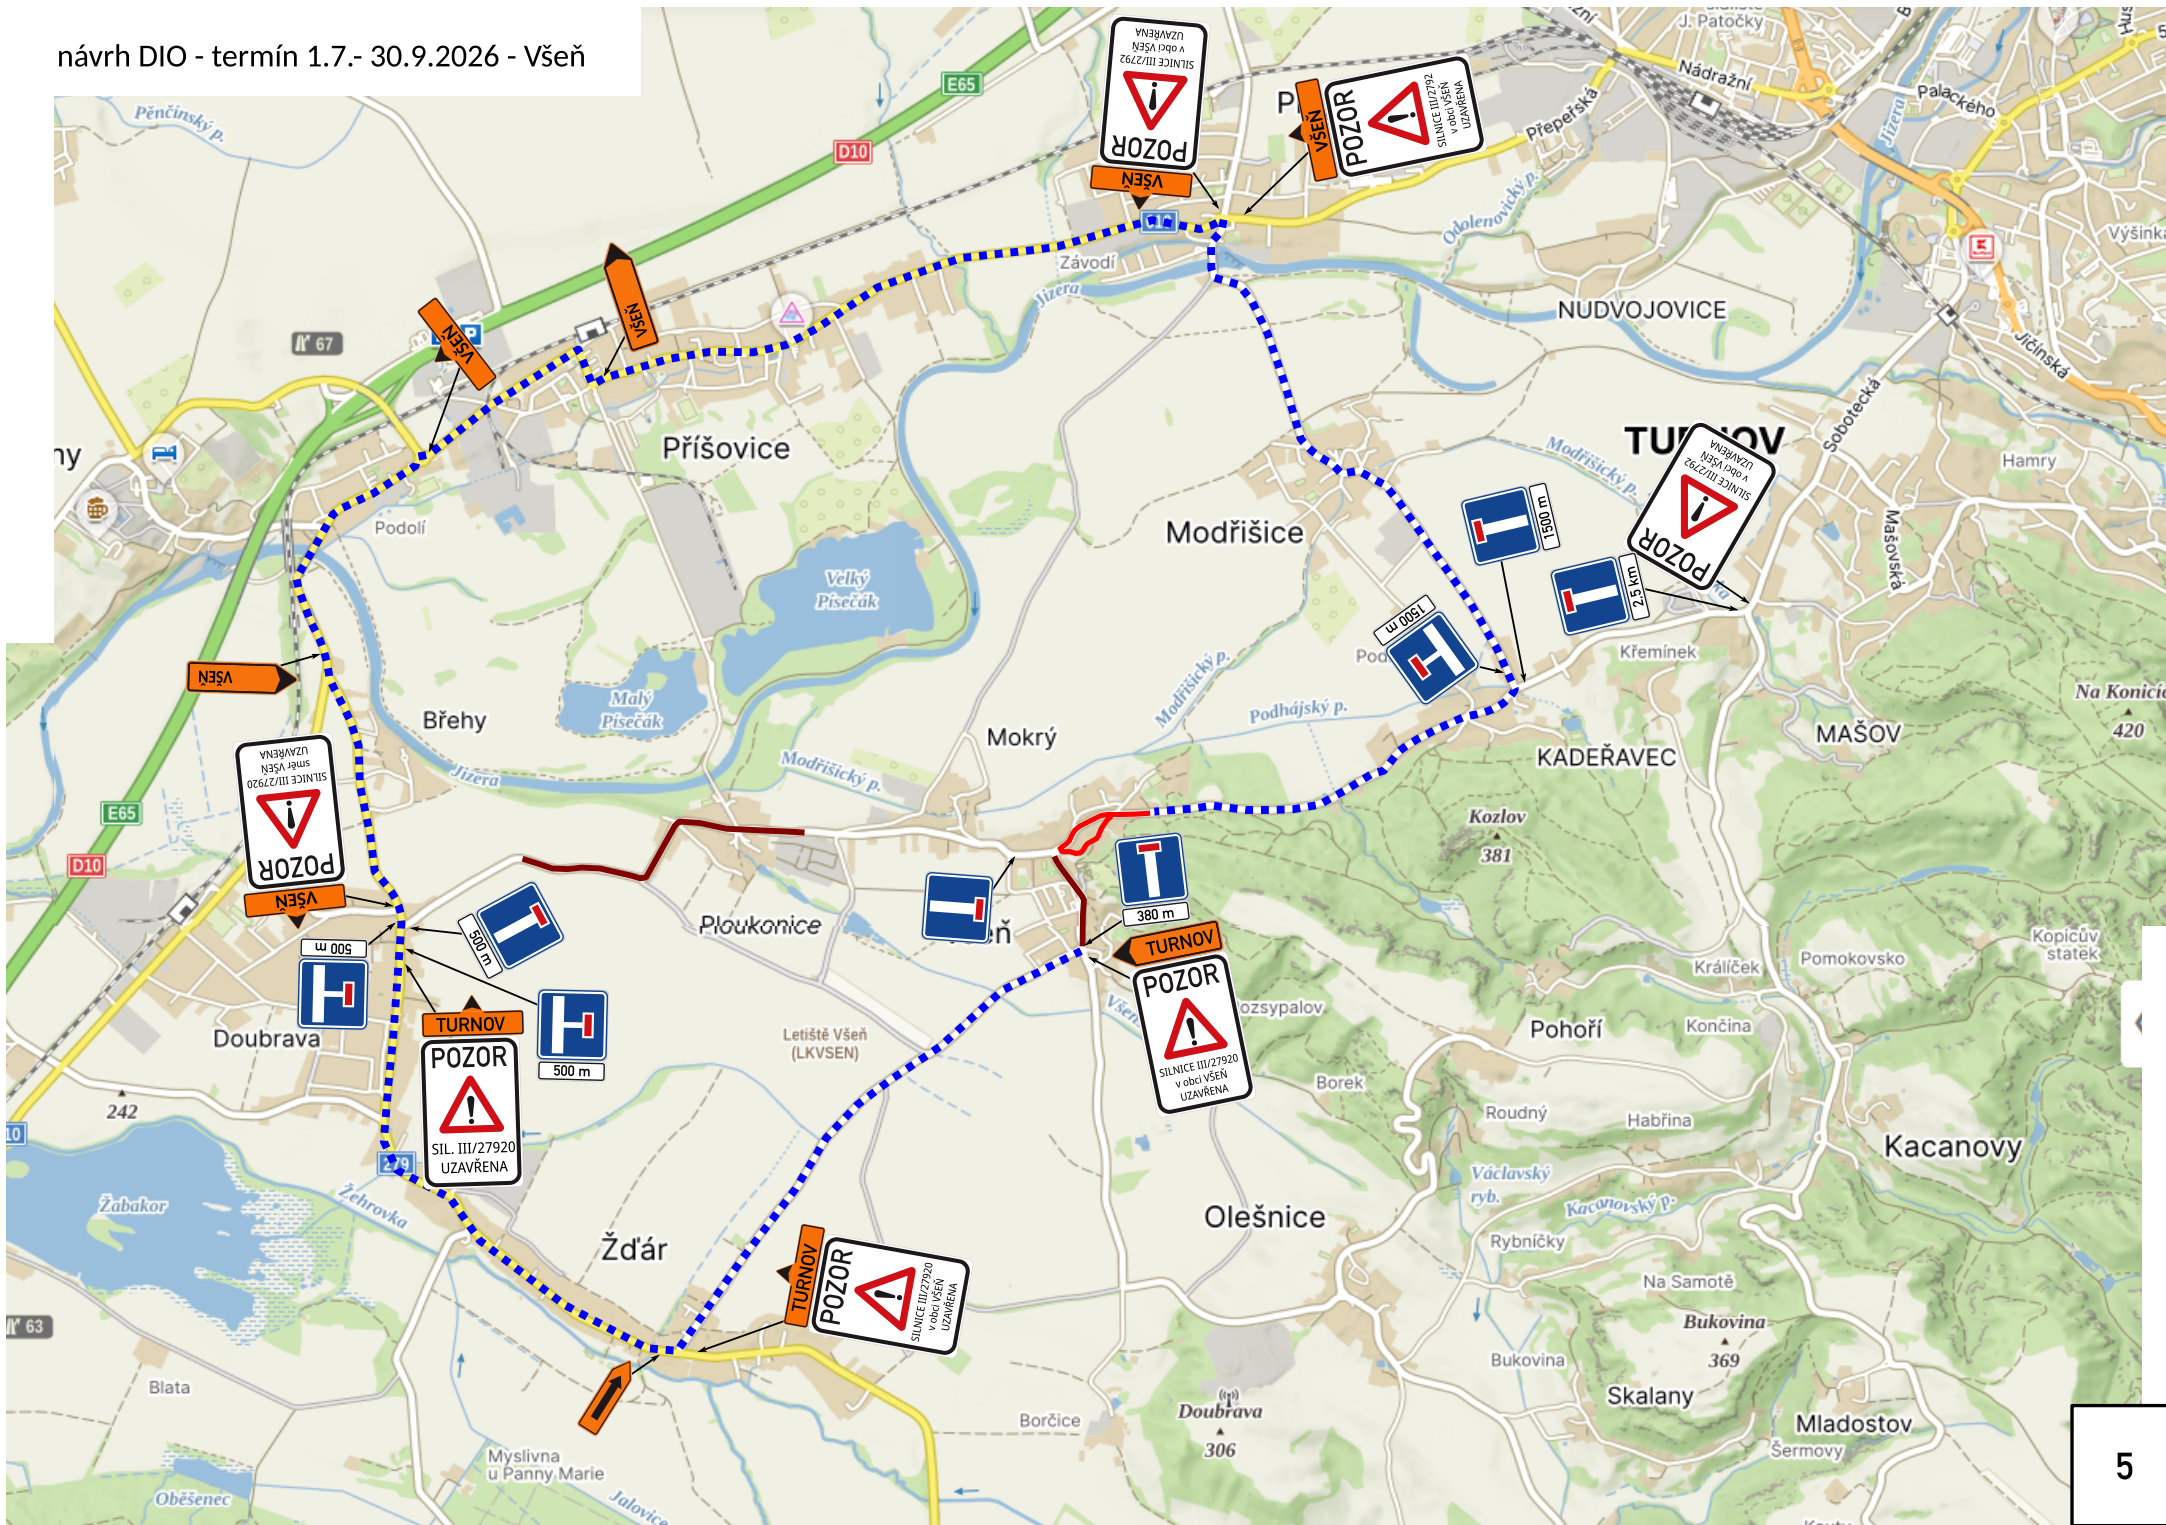 návrh DIO - termín 1.7.- 30.9.2026 - Všeň
Pěnčínský p.
E65
D10
SILNICE III/2792
v obci VŠEŇ
UZAVŘENA
POZOR
VŠEŇ
VŠEŇ
POZOR
SILNICE III/2792
v obci VŠEŇ
UZAVŘENA
J. Patočky
Nádražní
Palackého
Přepeřská
Jizera
Odolenovický p.
Výšinka
Závodí
Jizera
NUDVOJOVICE
Jičínská
67
P
VŠEŇ
VŠEŇ
Příšovice
Podolí
Sobotecká
TURNOV
Hamry
Modřišický p.
Mašovská
SILNICE III/2792
v obci VŠEŇ
UZAVŘENA
POZOR
Modřišice
1500 m
2,5 km
1500 m
Velký
Písečák
Malý
Písečák
Křemínek
VŠEŇ
Břehy
Jizera
Modřišický p.
Modřišický p.
Podhájský p.
Mokrý
KADEŘAVEC
MAŠOV
420
SILNICE III/27920
směr VŠEŇ
UZAVŘENA
POZOR
VŠEŇ
E65
D10
Kozlov
381
500 m
500 m
Ploukonice
380 m
TURNOV
POZOR
SILNICE III/27920
v obci VŠEŇ
UZAVŘENA
Králíček
Pomokovsko
Kopicův
statek
Doubrava
TURNOV
POZOR
SIL. III/27920
UZAVŘENA
500 m
Letiště Všeň
(LKVSEN)
Pohoří
Končina
Borek
Roudný
Habřina
242
10
279
Kacanovy
Žabakor
Žehrovka
Žďár
Olešnice
Václavský
ryb.
Kacanovský p.
Rybníčky
Na Samotě
TURNOV
POZOR
SILNICE III/27920
v obci VŠEŇ
UZAVŘENA
63
Bukovina
369
Bukovina
Blata
Skalany
Doubrava
306
Borčice
Mladostov
Šermovy
Myslivna
u Panny Marie
Oběšenec
Jalovice
5